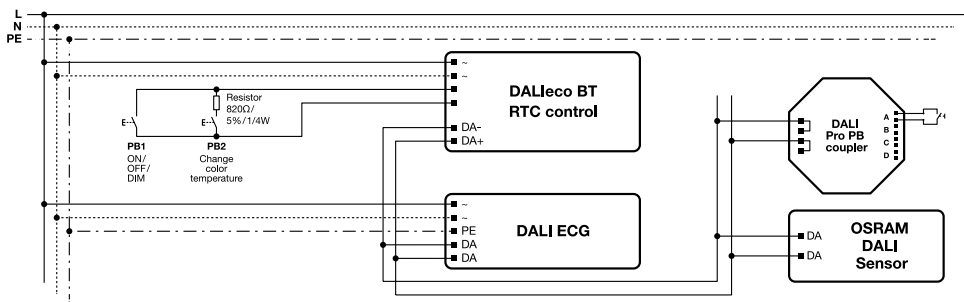 L
N
PE
~
~
DALIeco BT
RTC control
DA-
DA+
Resistor
820Ω/
5%/1/4W
E
E
PB1
ON/
OFF/
DIM
PB2
Change
color
temperature
DALI
Pro PB
coupler
A
B
C
D
~
~
PE
DA
DA
DALI ECG
DA
DA
OSRAM
DALI
Sensor